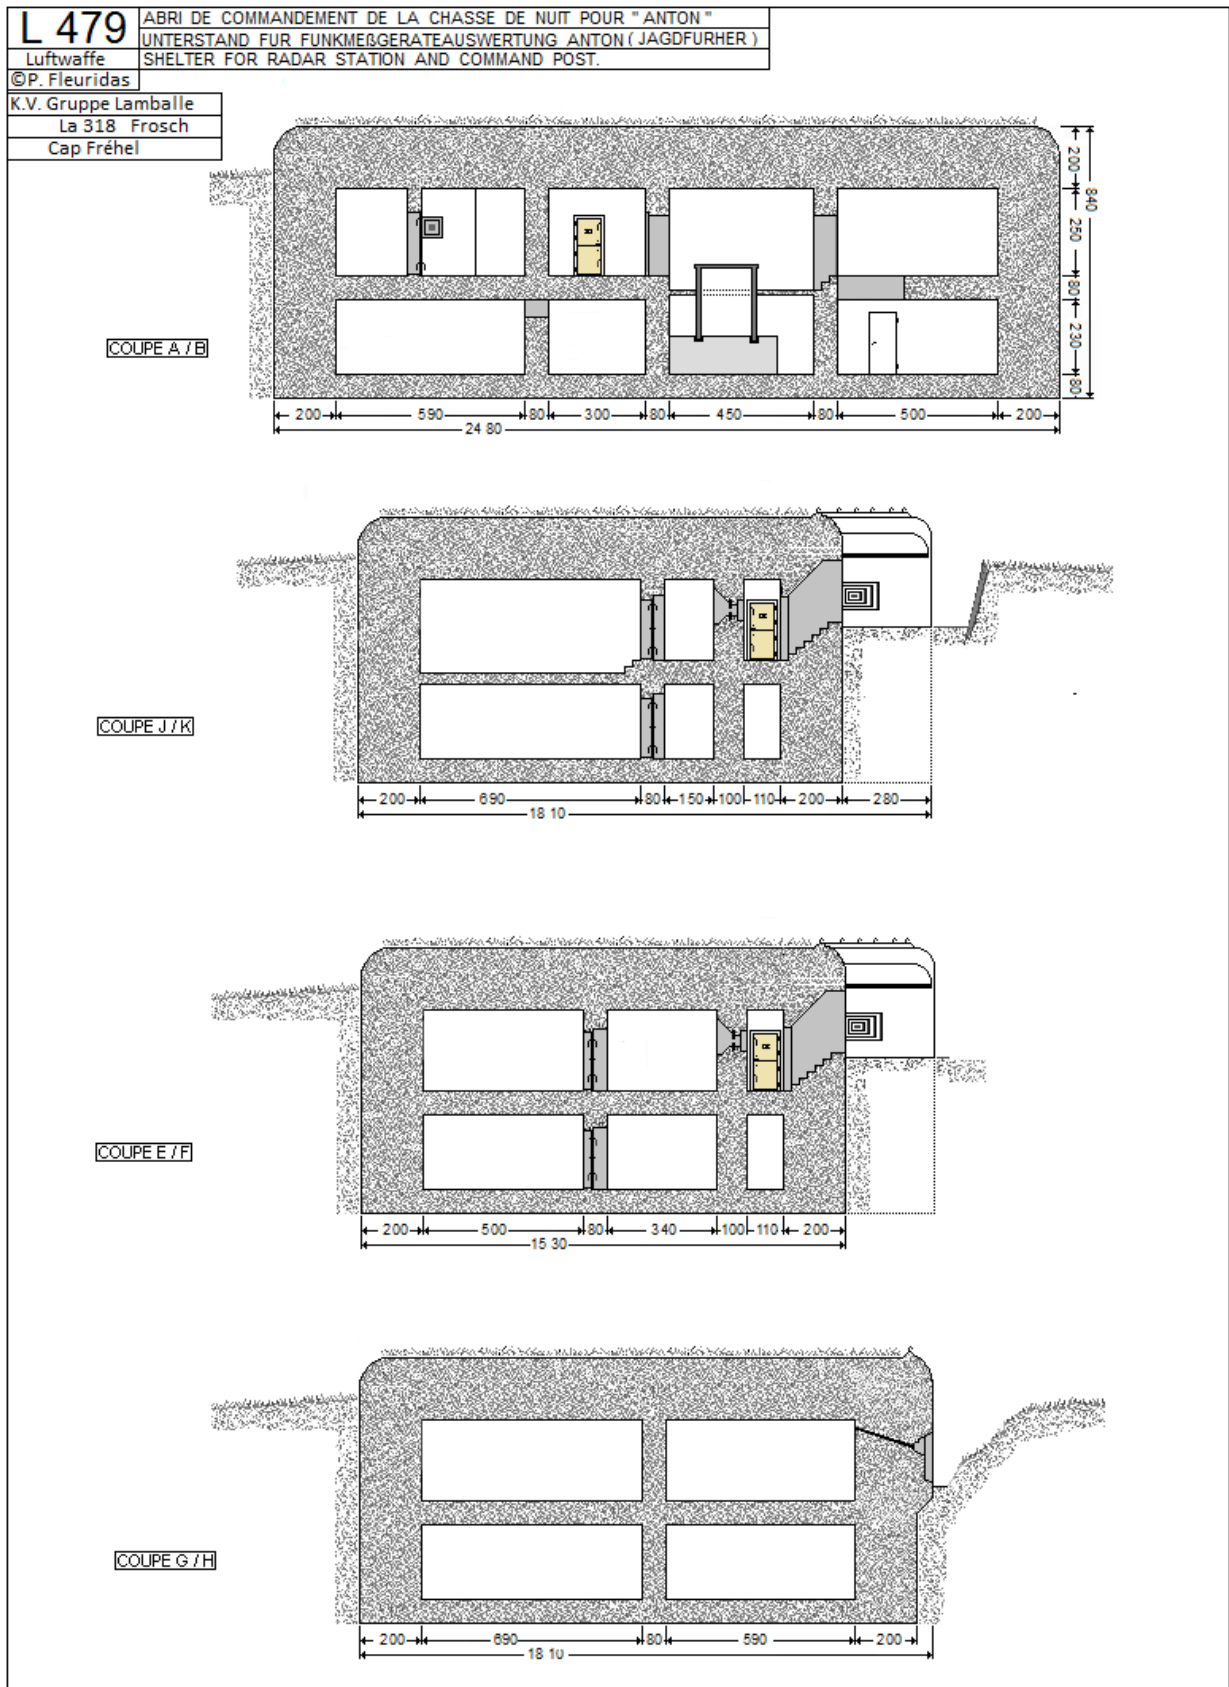 L 479
Luftwaffe
©P. Fleuridas
ABRI DE COMMANDEMENT DE LA CHASSE DE NUIT POUR " ANTON "
UNTERSTAND FUR FUNKMEßGERATEAUSWERTUNG ANTON ( JAGDFURHER )
SHELTER FOR RADAR STATION AND COMMAND POST.
K.V. Gruppe Lamballe
La 318 Frosch
Cap Fréhel
200
250
80
230
80
840
COUPE A / B
200 590 80 300 80 450 80 500 200
24 80
COUPE J / K
200 690 80 150 100 110 200 280
18 10
COUPE E / F
200 500 80 340 100 110 200
15 30
COUPE G / H
200 690 80 590 200
18 10